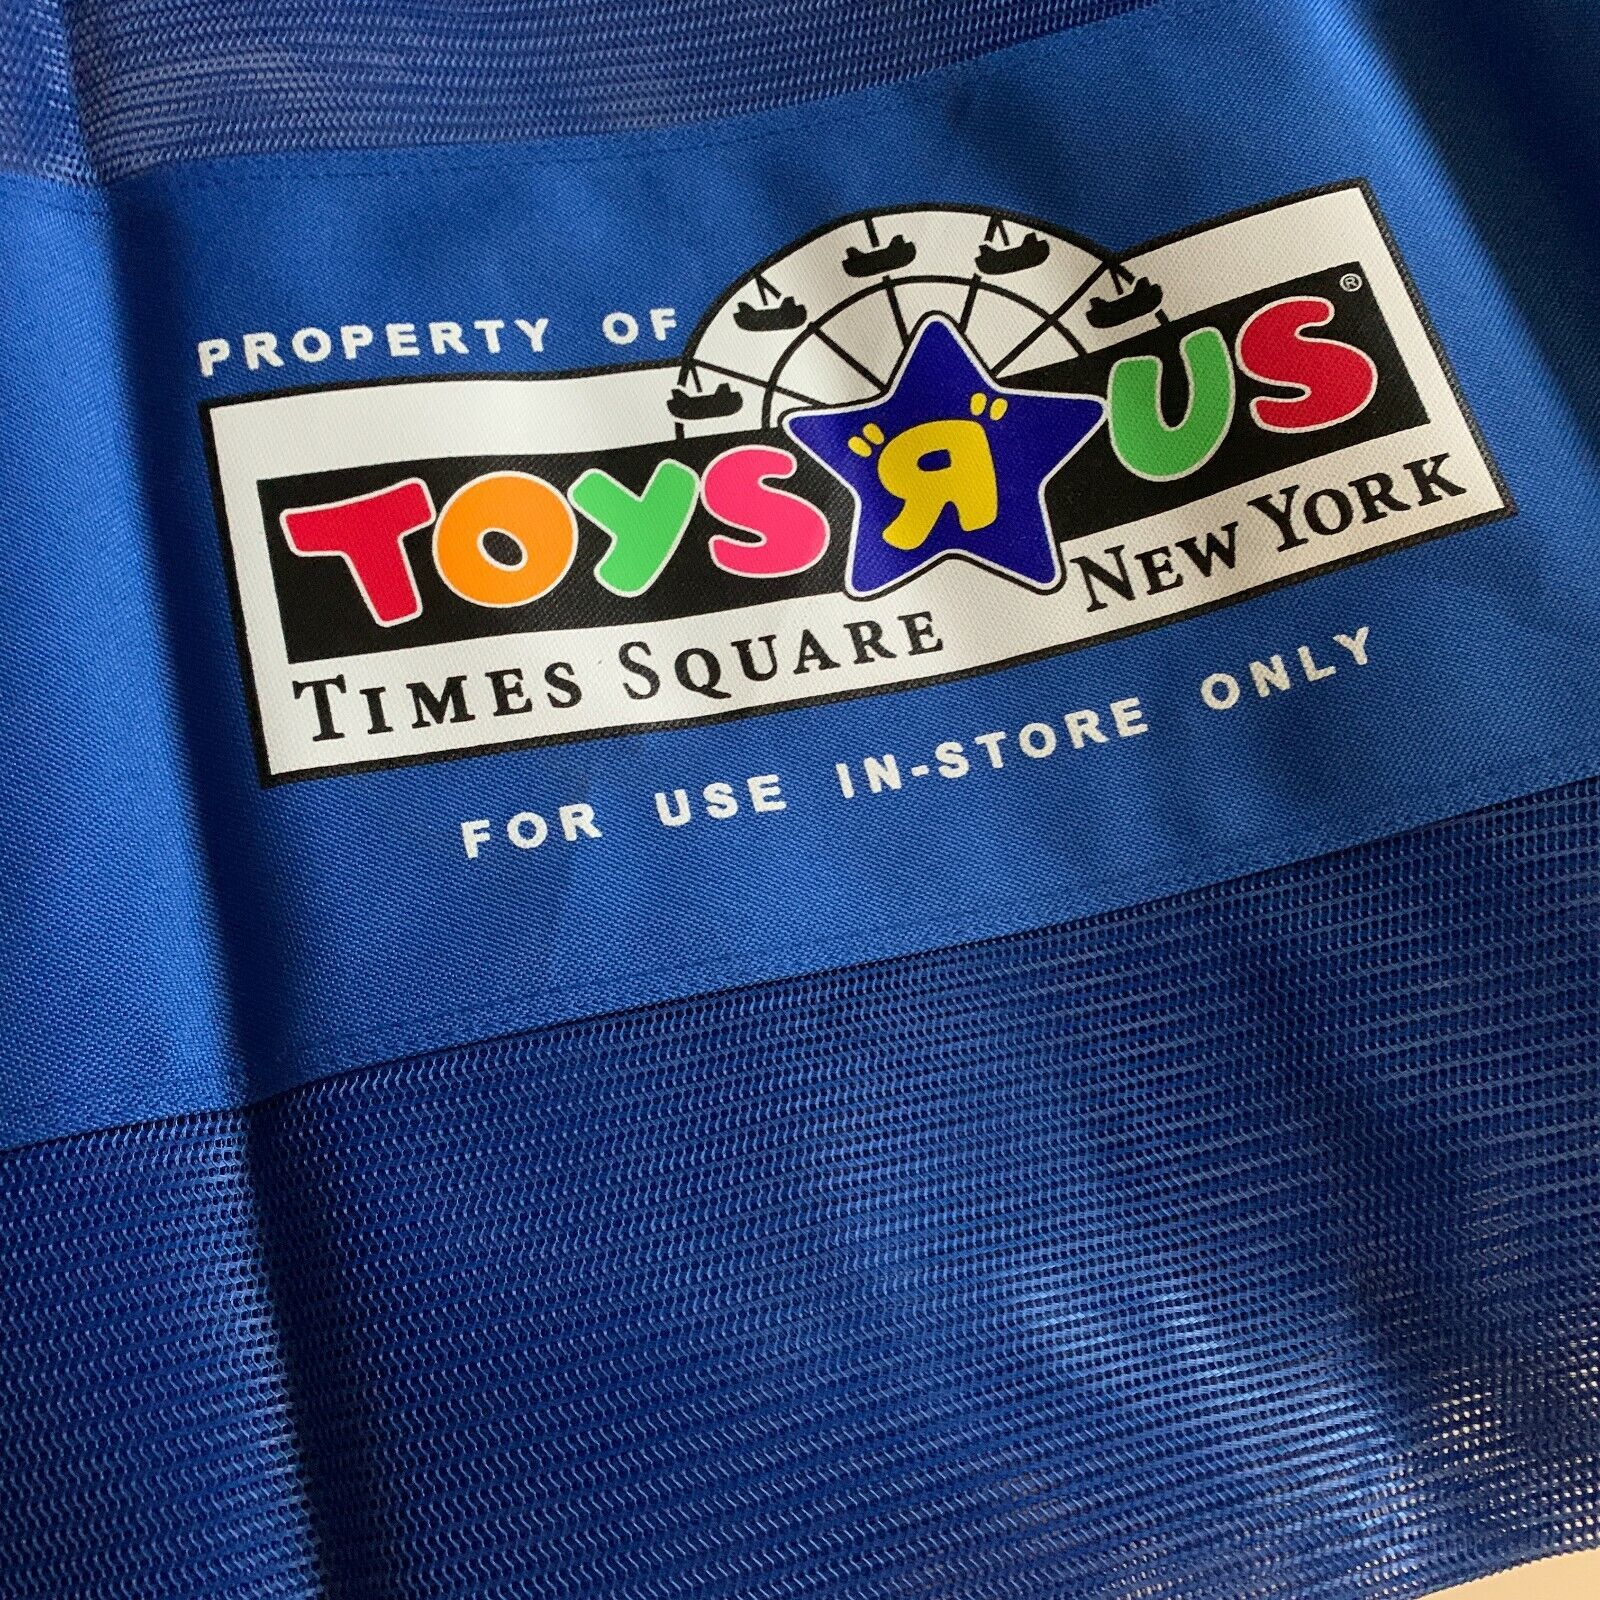 PROPERTY OF
TOYS "R" US®
TIMES SQUARE NEW YORK
FOR USE IN-STORE ONLY